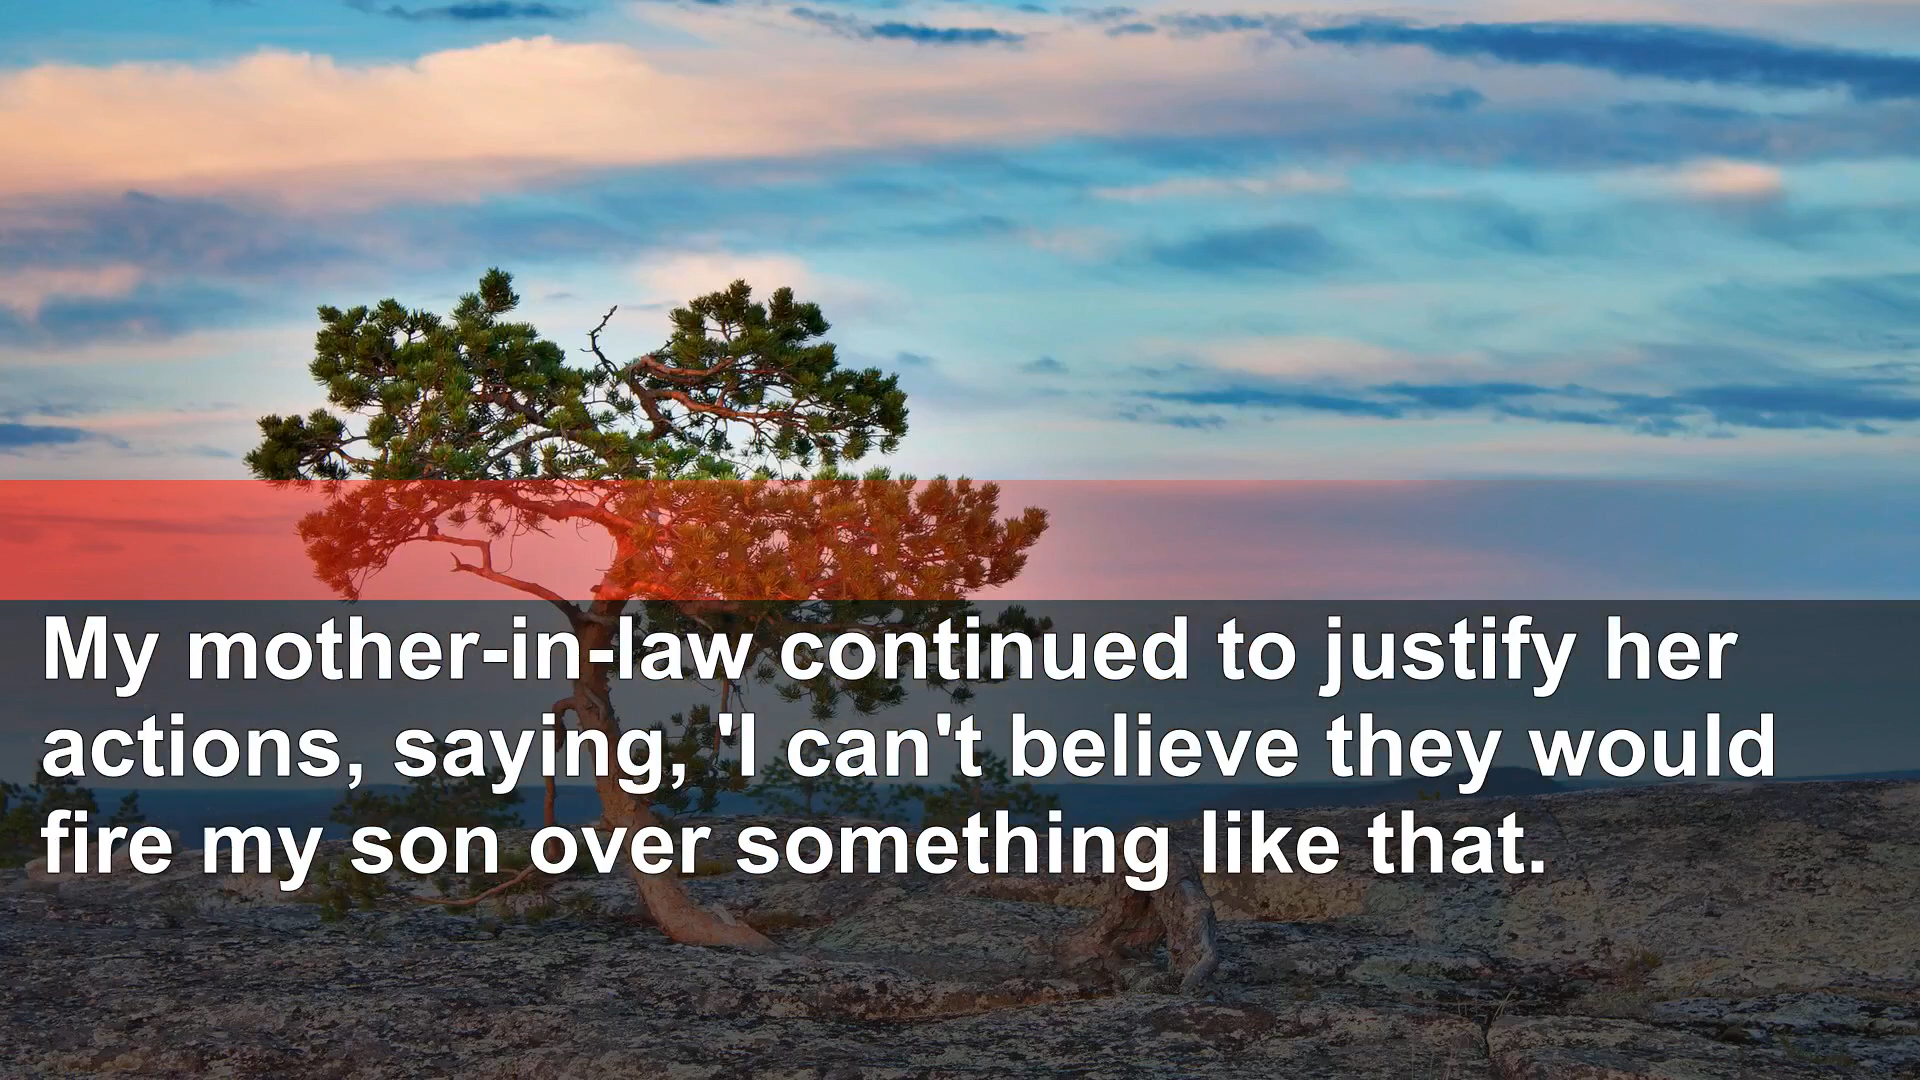 My mother-in-law continued to justify her
actions, saying, 'I can't believe they would
fire my son over something like that.